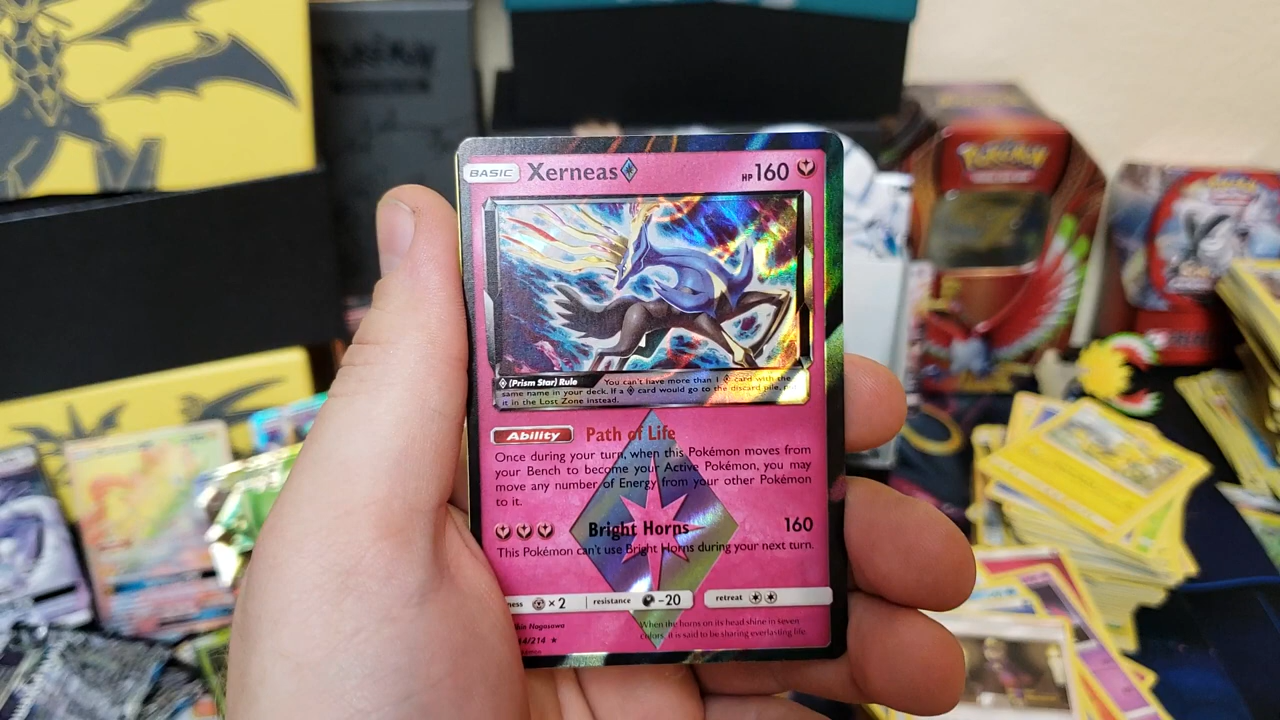 POKÉMON
POKÉMON
BASIC Xerneas HP 160
(Prism Star) Rule You can't have more than 1 card with the
same name in your deck. If a card would go to the discard pile, put
it in the Lost Zone instead.
Ability Path of Life
Once during your turn, when this Pokémon moves from
your Bench to become your Active Pokémon, you may
move any number of Energy from your other Pokémon
to it.
Bright Horns 160
This Pokémon can't use Bright Horns during your next turn.
ness ×2 resistance -20 retreat
hin Nagasawa
4/214
When the horns on its head shine in seven
colors, it is said to be sharing everlasting life.